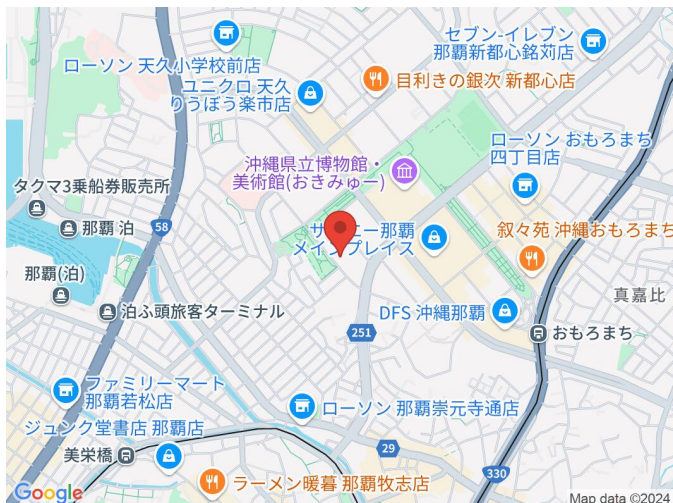 セブン-イレブン
那覇新都心銘苅店
ローソン 天久小学校前店
ユニクロ 天久
りうぼう楽市店
目利きの銀次 新都心店
ローソン おもろまち
四丁目店
沖縄県立博物館・
美術館(おきみゅー)
タクマ3乗船券販売所
58
那覇 泊
メインプレイス
叙々苑 沖縄おもろまち
那覇(泊)
真嘉比
泊ふ頭旅客ターミナル
DFS 沖縄那覇
251
おもろまち
ファミリーマート
那覇若松店
ローソン 那覇崇元寺通店
ジュンク堂書店 那覇店
29
美栄橋
330
ラーメン暖暮 那覇牧志店
Google
Map data ©2024